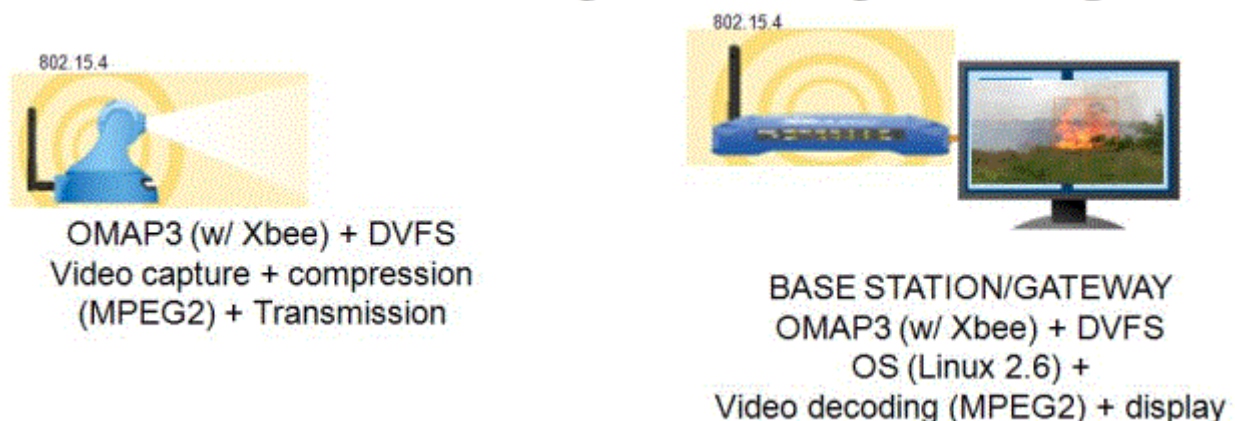 802.15.4
OMAP3 (w/ Xbee) + DVFS
Video capture + compression
(MPEG2) + Transmission
802.15.4
BASE STATION/GATEWAY
OMAP3 (w/ Xbee) + DVFS
OS (Linux 2.6) +
Video decoding (MPEG2) + display